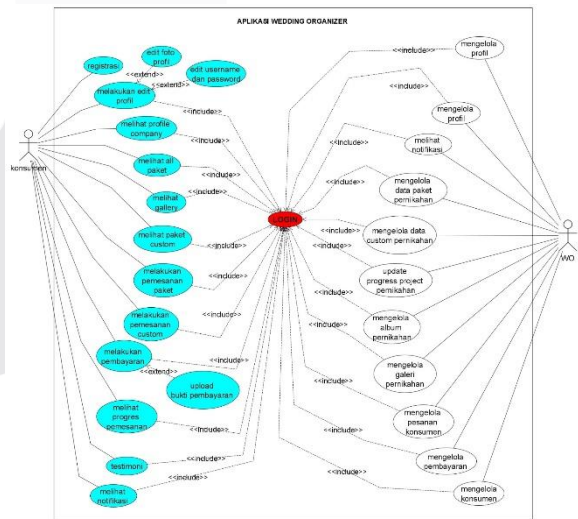 APLIKASI WEDDING ORGANIZER
edit foto
profil
registrasi
<<extend>>
edit username
dan password
melakukan edit
profil
<<extend>>
<<include>>
melihat profile
company
<<include>>
melihat all
paket
<<include>>
melihat
gallery
<<include>>
melihat paket
custom
<<include>>
melakukan
pemesanan
paket
<<include>>
melakukan
pemesanan
custom
<<include>>
melakukan
pembayaran
<<include>>
<<extend>>
upload
bukti pembayaran
melihat
progres
pemesanan
<<include>>
testimoni
<<include>>
melihat
notifikasi
<<include>>
konsumen
LOGIN
<<include>>
mengelola
profil
<<include>>
mengelola
profil
<<include>>
melihat
notifikasi
<<include>>
mengelola
data paket
pernikahan
<<include>>
mengelola data
custom pernikahan
<<include>>
update
progress project
pernikahan
<<include>>
mengelola
album
pernikahan
<<include>>
mengelola
galeri
pernikahan
<<include>>
mengelola
pesanan
konsumen
<<include>>
mengelola
pembayaran
<<include>>
mengelola
konsumen
WO